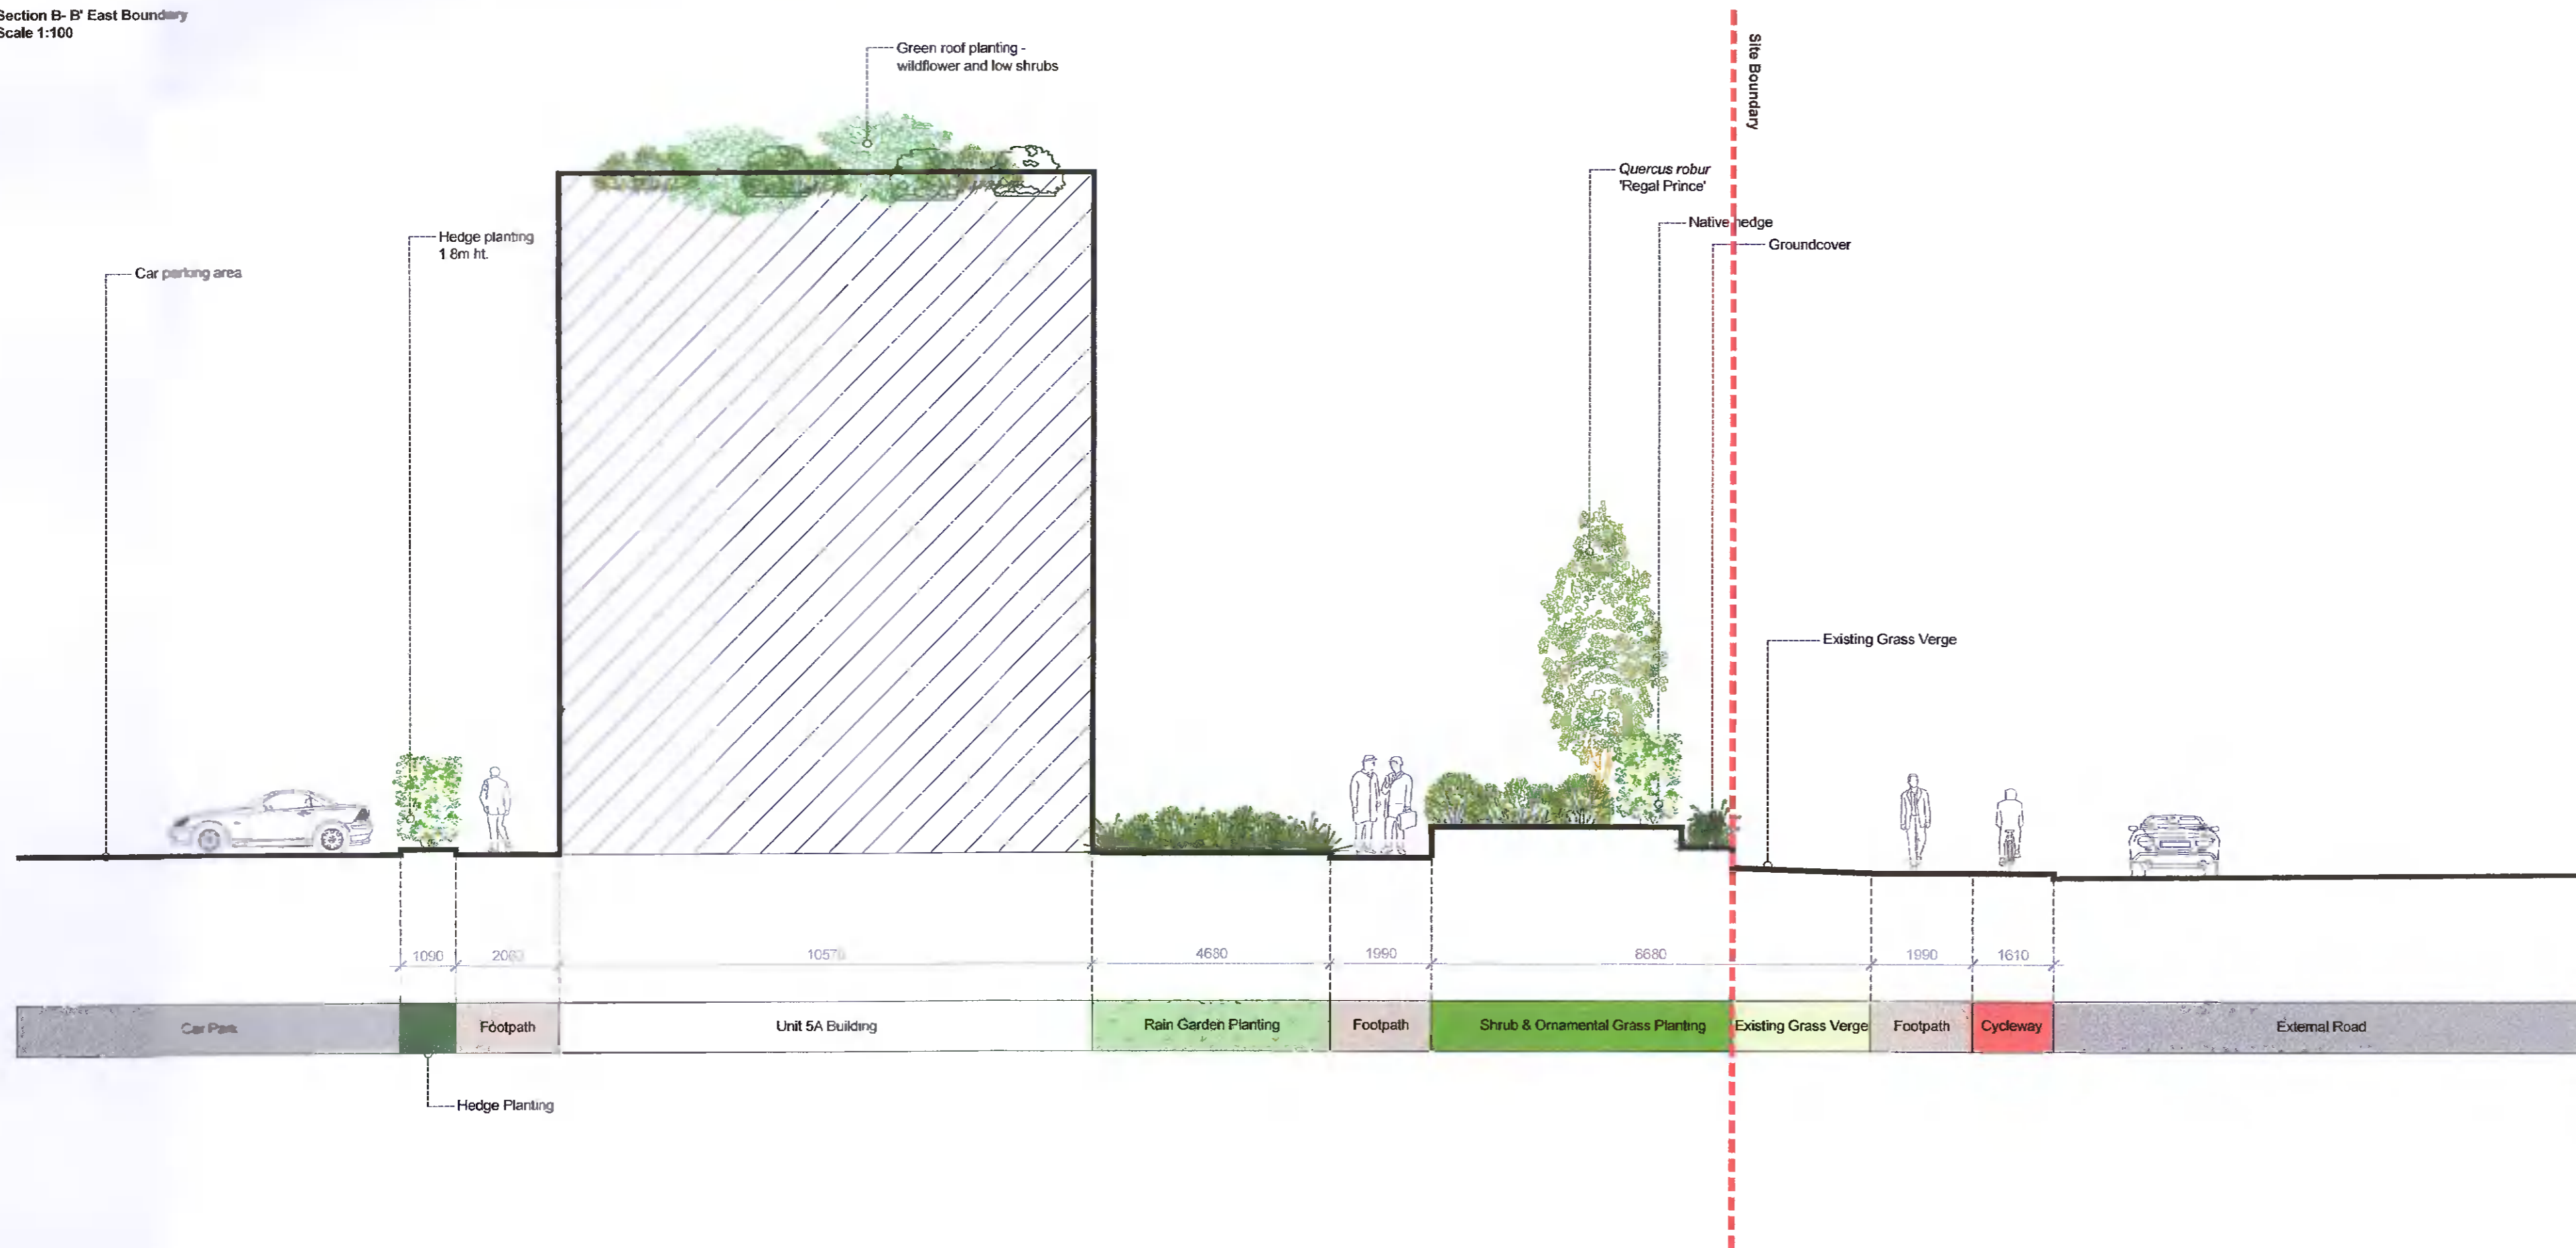 Section B- B' East Boundary
Scale 1:100
Site Boundary
Green roof planting -
wildflower and low shrubs
Quercus robur
'Regal Prince'
Native hedge
Groundcover
Hedge planting
1.8m ht.
Car parking area
Existing Grass Verge
1090
10570
4680
1990
8680
1990
1610
Car Park
Footpath
Unit 5A Building
Rain Garden Planting
Footpath
Shrub & Ornamental Grass Planting
Existing Grass Verge
Footpath
Cycleway
External Road
Hedge Planting